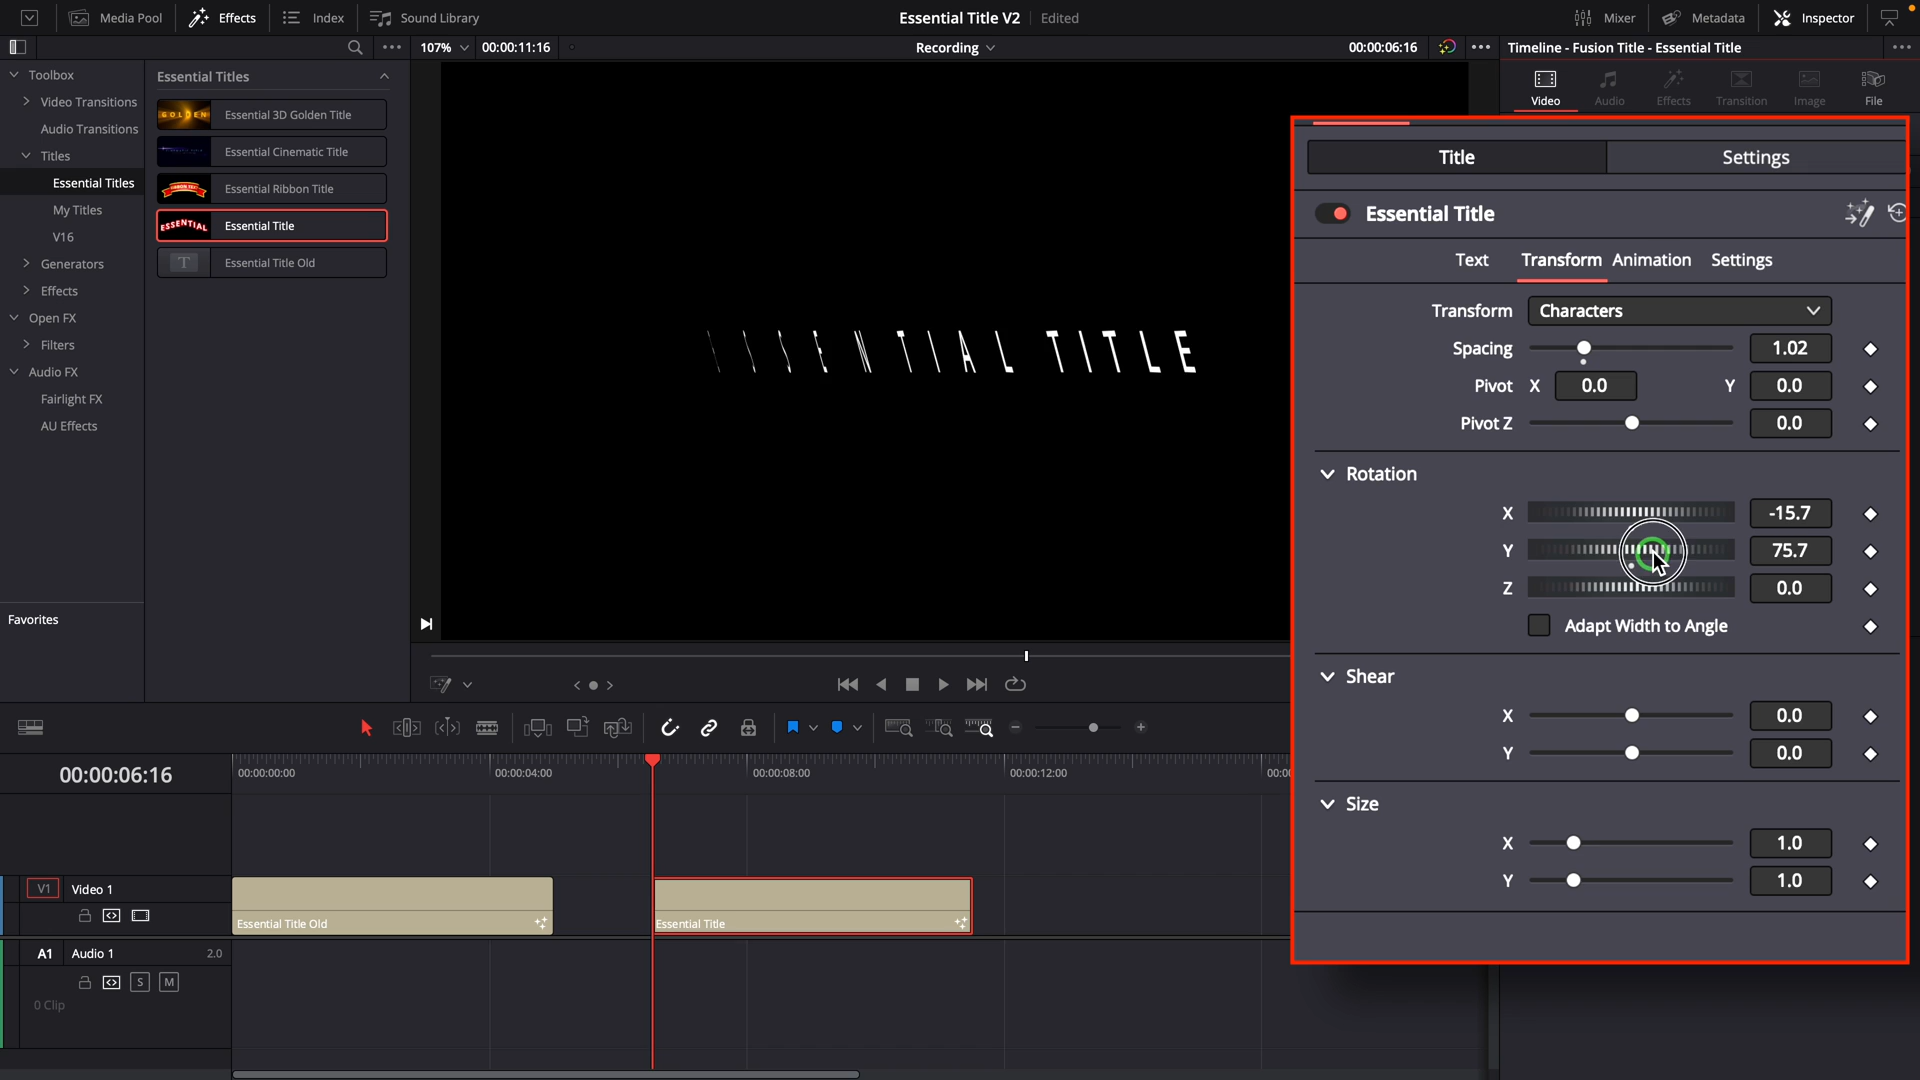 Media Pool Effects Index Sound Library Essential Title V2 Edited Mixer Metadata Inspector
107% 00:00:11:16 Recording 00:00:06:16 Timeline - Fusion Title - Essential Title
Toolbox
Video Transitions
Audio Transitions
Titles
Essential Titles
My Titles
V16
Generators
Effects
Open FX
Filters
Audio FX
Fairlight FX
AU Effects
Favorites
Essential Titles
GOLDEN Essential 3D Golden Title
Essential Cinematic Title
Essential Ribbon Title
ESSENTIAL Essential Title
T Essential Title Old
ESSENTIAL TITLE
Video Audio Effects Transition Image File
Title Settings
Essential Title
Text Transform Animation Settings
Transform Characters
Spacing 1.02
Pivot X 0.0 Y 0.0
Pivot Z 0.0
Rotation
X -15.7
Y 75.7
Z 0.0
Adapt Width to Angle
Shear
X 0.0
Y 0.0
Size
X 1.0
Y 1.0
00:00:06:16 00:00:00:00 00:00:04:00 00:00:08:00 00:00:12:00
V1 Video 1
Essential Title Old Essential Title
A1 Audio 1 2.0
S M
0 Clip